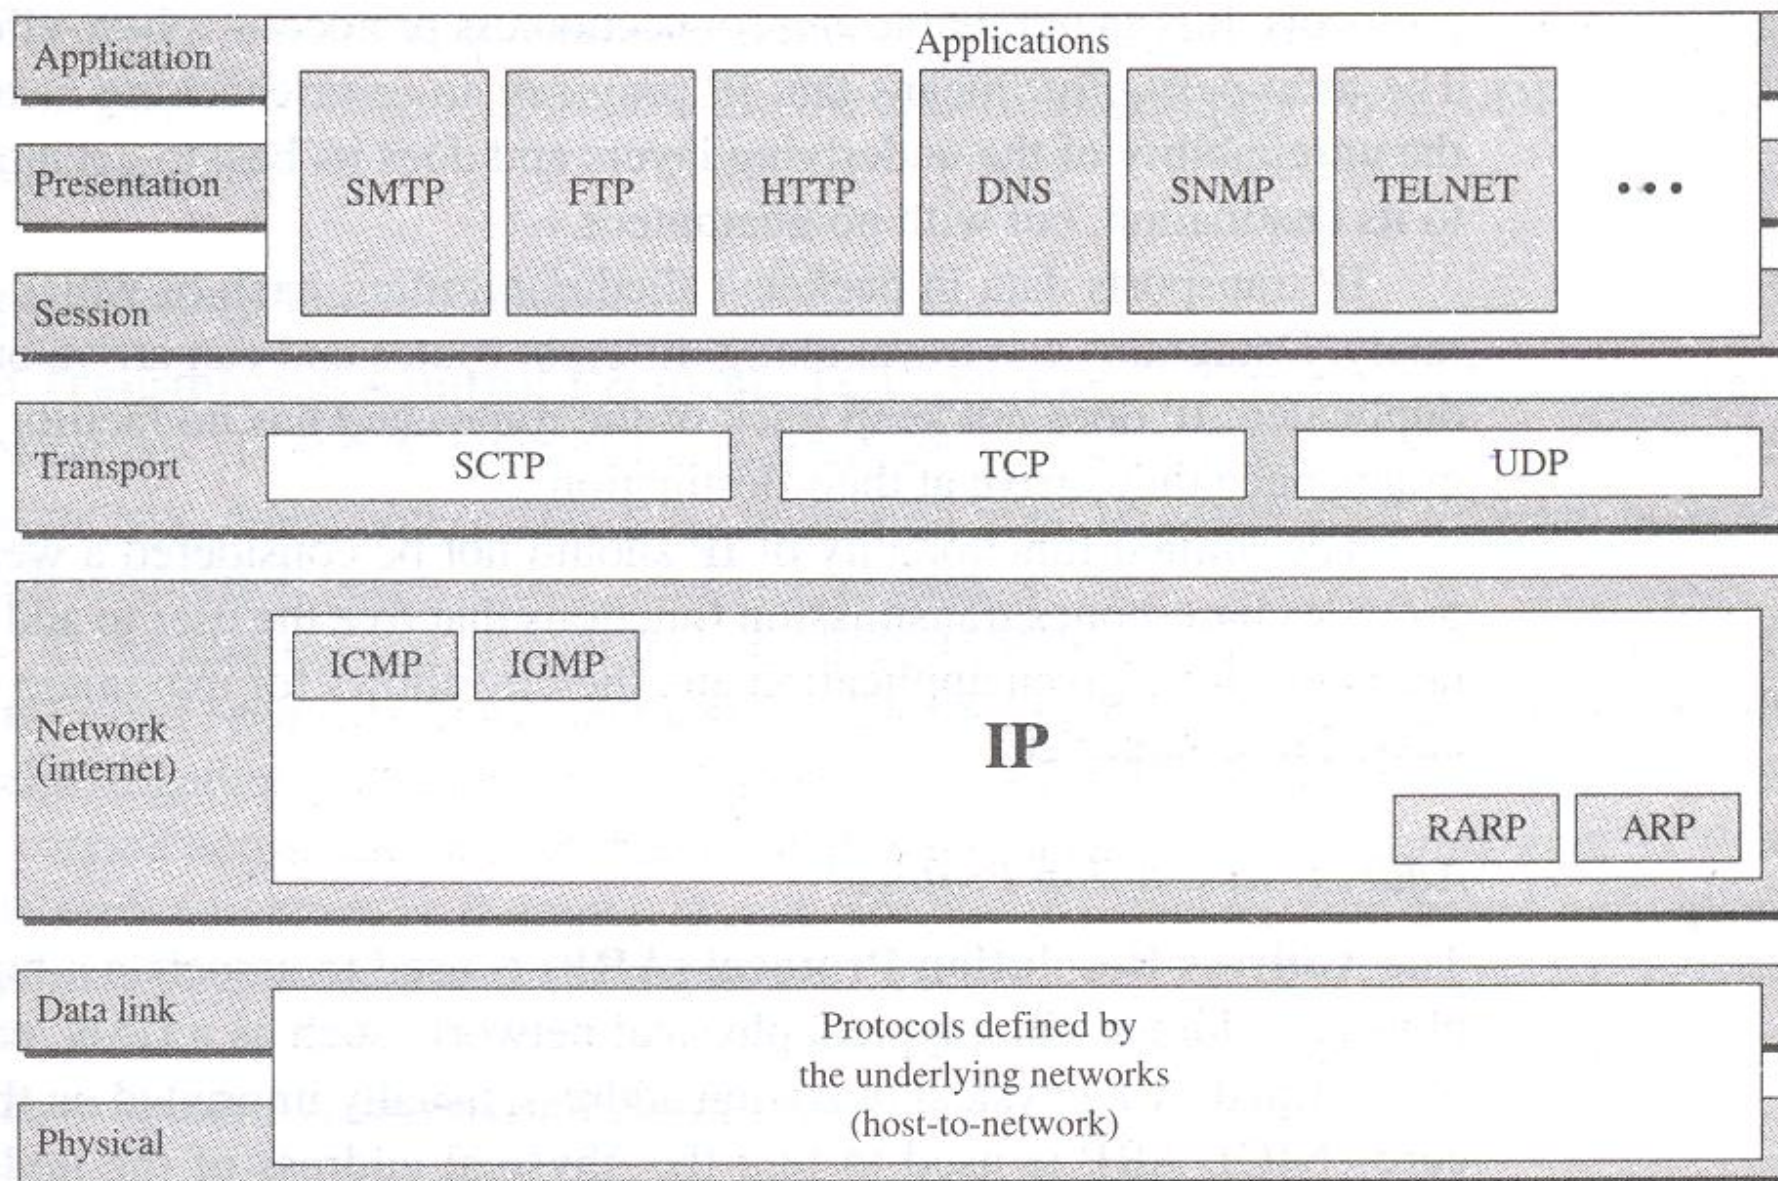 Applications
Application
Presentation
Session
SMTP FTP HTTP DNS SNMP TELNET •••
Transport
SCTP TCP UDP
Network
(internet)
ICMP IGMP
IP
RARP ARP
Data link
Physical
Protocols defined by
the underlying networks
(host-to-network)